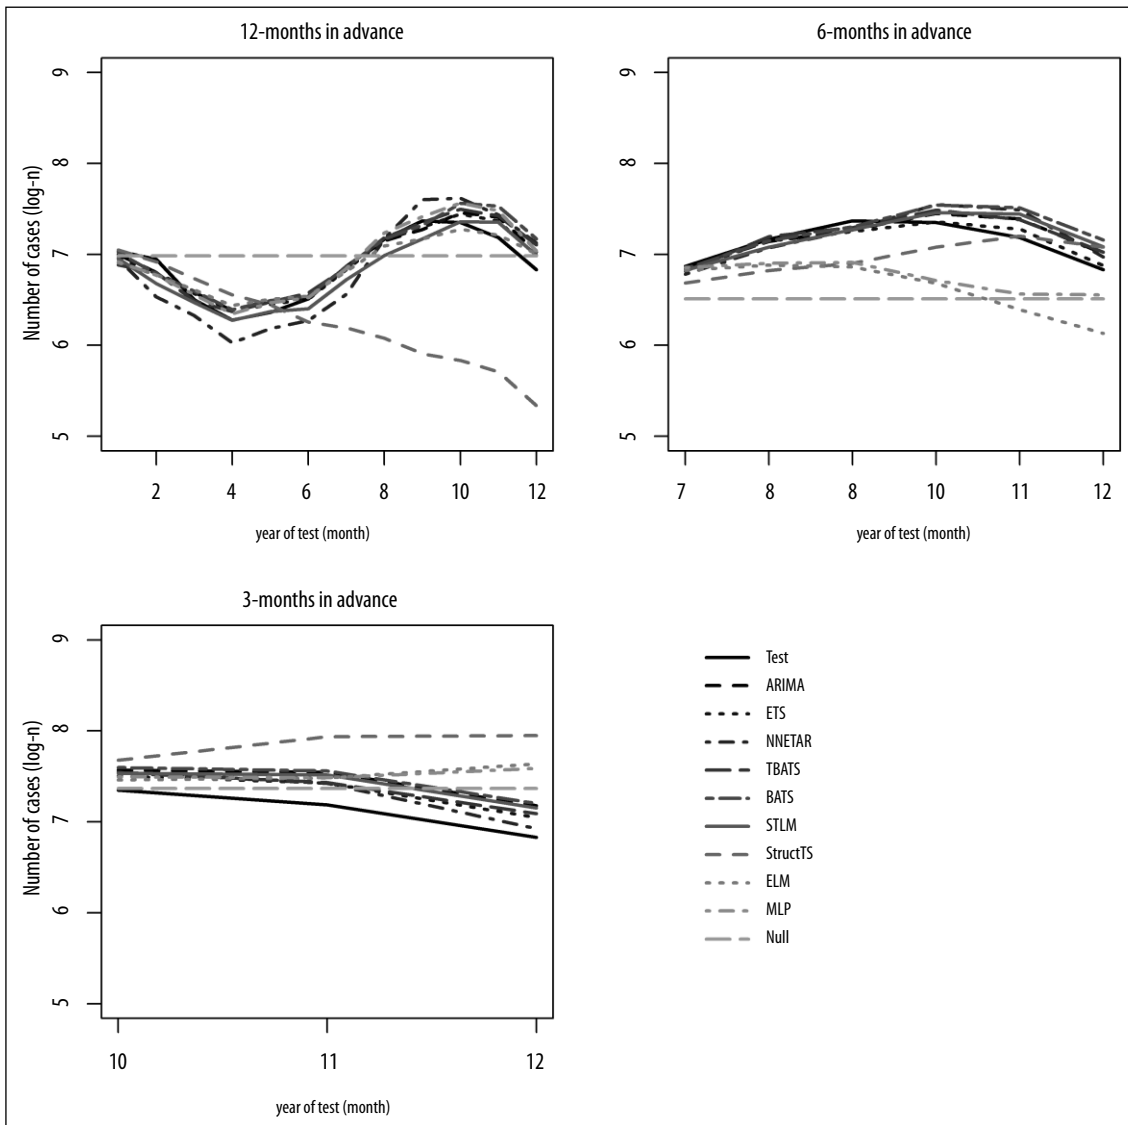 12-months in advance
Number of cases (log-n)
9
8
7
6
5
2 4 6 8 10 12
year of test (month)
6-months in advance
9
8
7
6
5
7 8 8 10 11 12
year of test (month)
3-months in advance
Number of cases (log-n)
9
8
7
6
5
10 11 12
year of test (month)
Test
ARIMA
ETS
NNETAR
TBATS
BATS
STLM
StructTS
ELM
MLP
Null